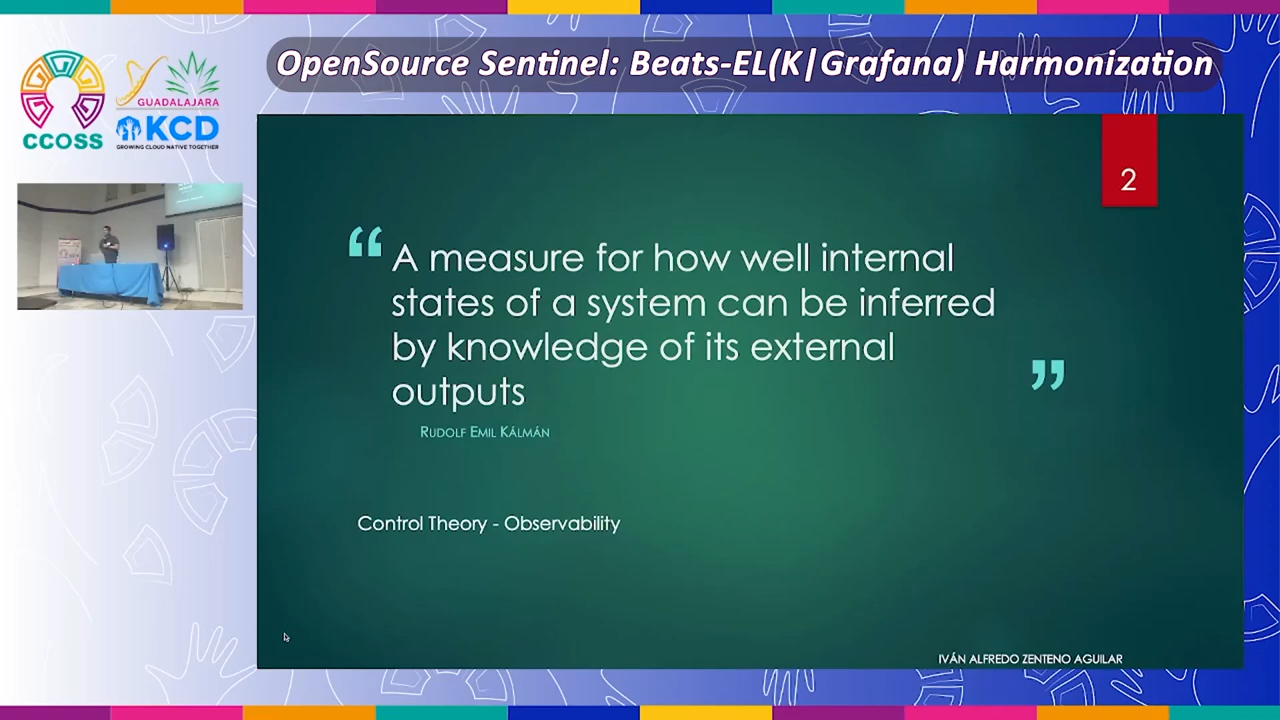 OpenSource Sentinel: Beats-EL(K|Grafana) Harmonization
CCOSS
GUADALAJARA
KCD
GROWING CLOUD NATIVE TOGETHER
2
“ A measure for how well internal
states of a system can be inferred
by knowledge of its external
outputs ”
RUDOLF EMIL KÁLMÁN
Control Theory - Observability
IVÁN ALFREDO ZENTENO AGUILAR